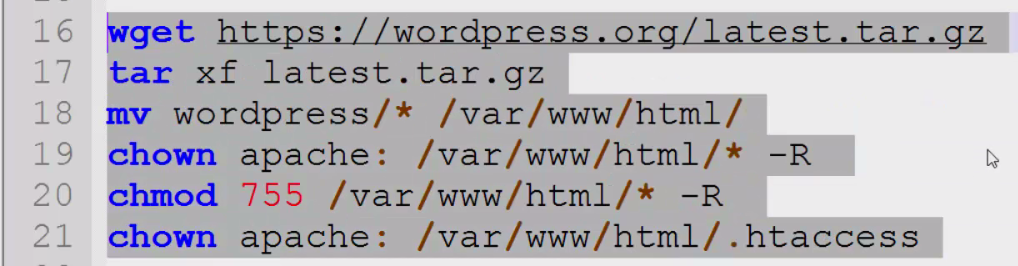 16 wget https://wordpress.org/latest.tar.gz
17 tar xf latest.tar.gz
18 mv wordpress/* /var/www/html/
19 chown apache: /var/www/html/* -R
20 chmod 755 /var/www/html/* -R
21 chown apache: /var/www/html/.htaccess